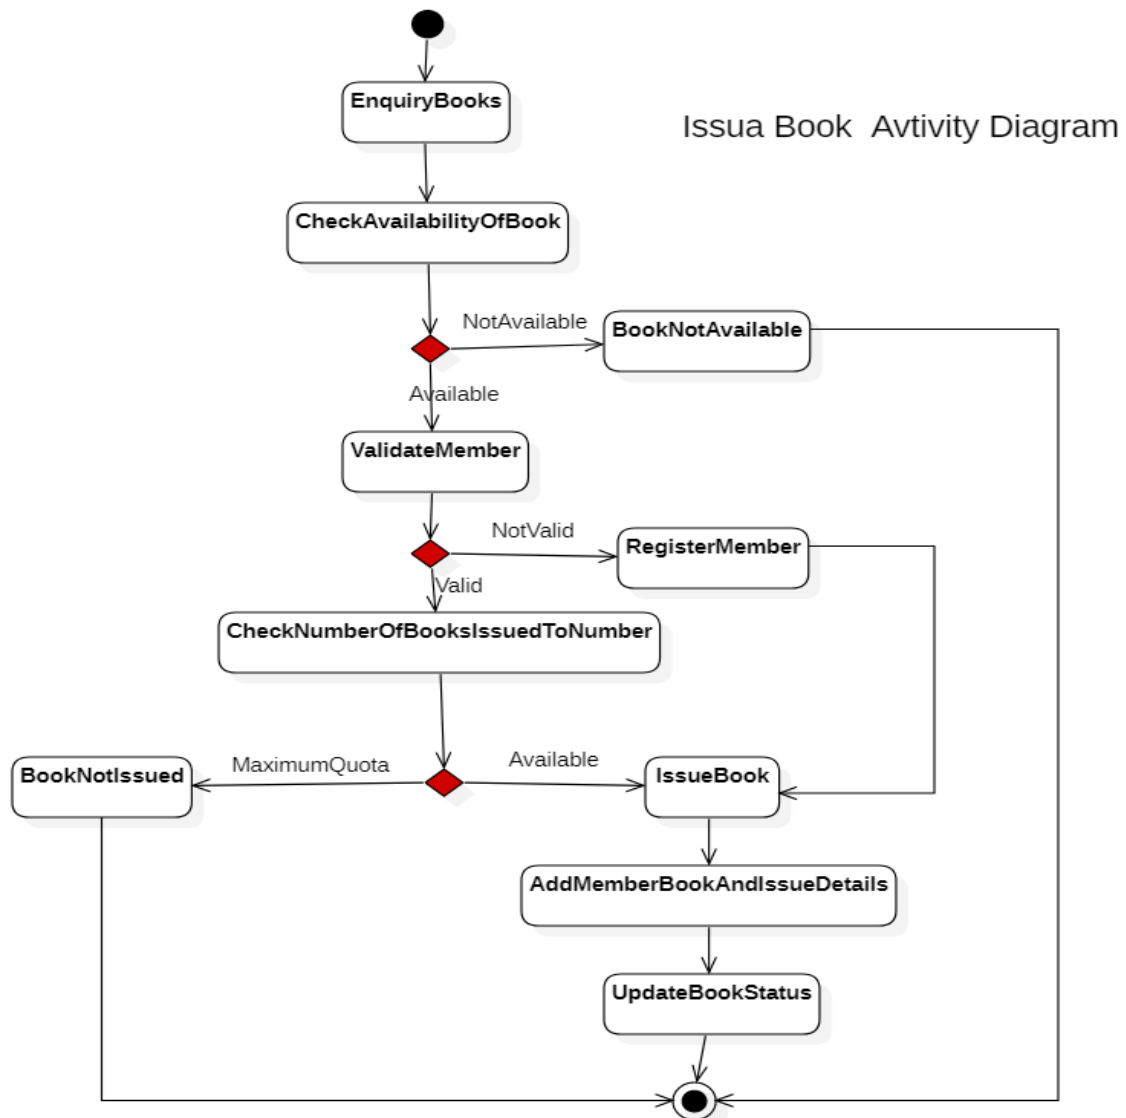 EnquiryBooks
Issua Book  Avtivity Diagram
CheckAvailabilityOfBook
NotAvailable
BookNotAvailable
Available
ValidateMember
NotValid
RegisterMember
Valid
CheckNumberOfBooksIssuedToNumber
BookNotIssued
MaximumQuota
Available
IssueBook
AddMemberBookAndIssueDetails
UpdateBookStatus